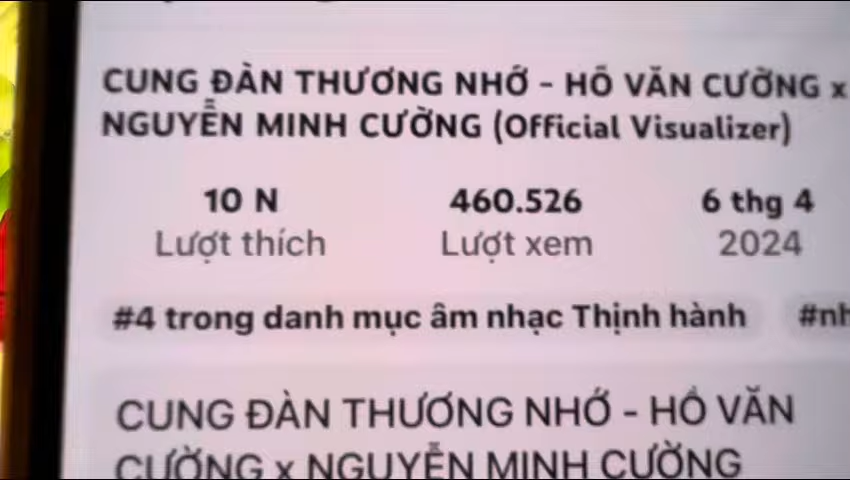 CUNG ĐÀN THƯƠNG NHỚ - HỒ VĂN CƯỜNG x
NGUYỄN MINH CƯỜNG (Official Visualizer)
10 N 460.526 6 thg 4
Lượt thích Lượt xem 2024
#4 trong danh mục âm nhạc Thịnh hành
CUNG ĐÀN THƯƠNG NHỚ - HỒ VĂN
CƯỜNG x NGUYỄN MINH CƯỜNG